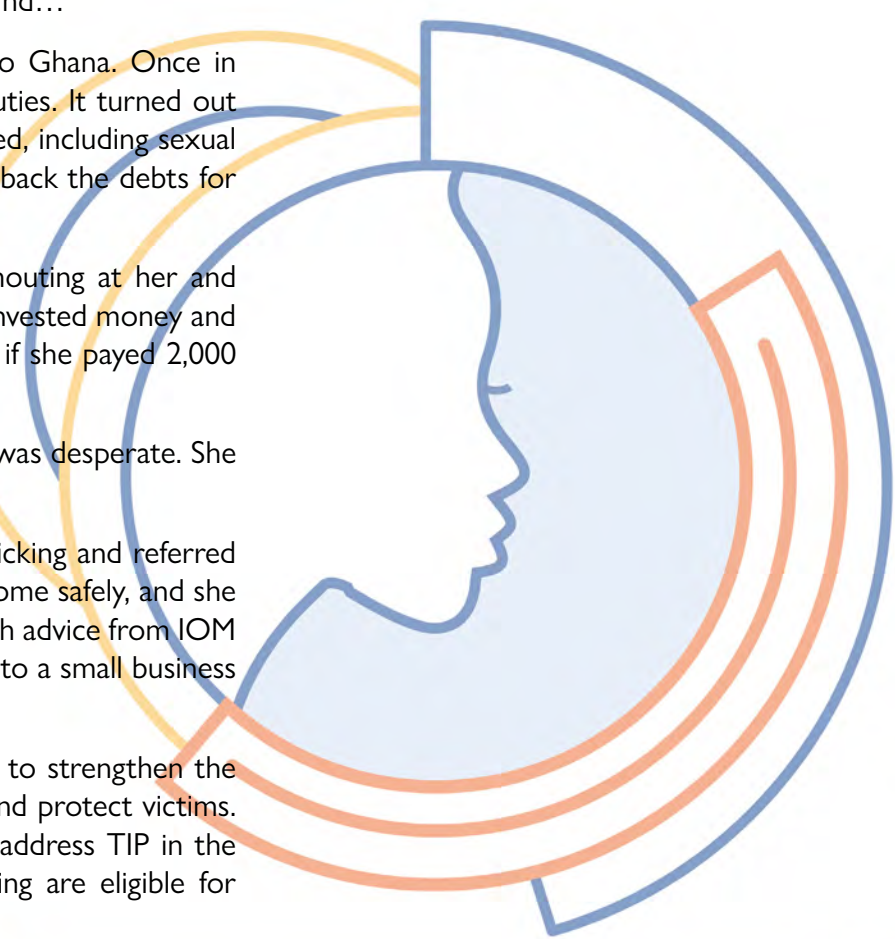 nd…
o Ghana. Once in
uties. It turned out
ed, including sexual
back the debts for
houting at her and
nvested money and
if she payed 2,000
was desperate. She
icking and referred
ome safely, and she
h advice from IOM
to a small business
to strengthen the
nd protect victims.
address TIP in the
ing are eligible for